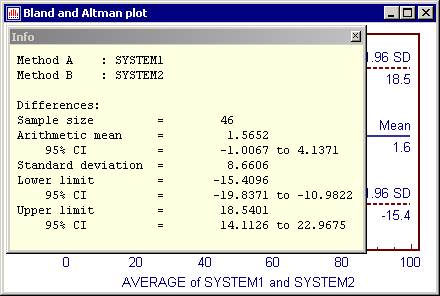 Bland and Altman plot
Info
Method A : SYSTEM1
Method B : SYSTEM2
Differences:
Sample size = 46
Arithmetic mean = 1.5652
95% CI = -1.0067 to 4.1371
Standard deviation = 8.6606
Lower limit = -15.4096
95% CI = -19.8371 to -10.9822
Upper limit = 18.5401
95% CI = 14.1126 to 22.9675
1.96 SD
18.5
Mean
1.6
1.96 SD
-15.4
0 20 40 60 80 100
AVERAGE of SYSTEM1 and SYSTEM2